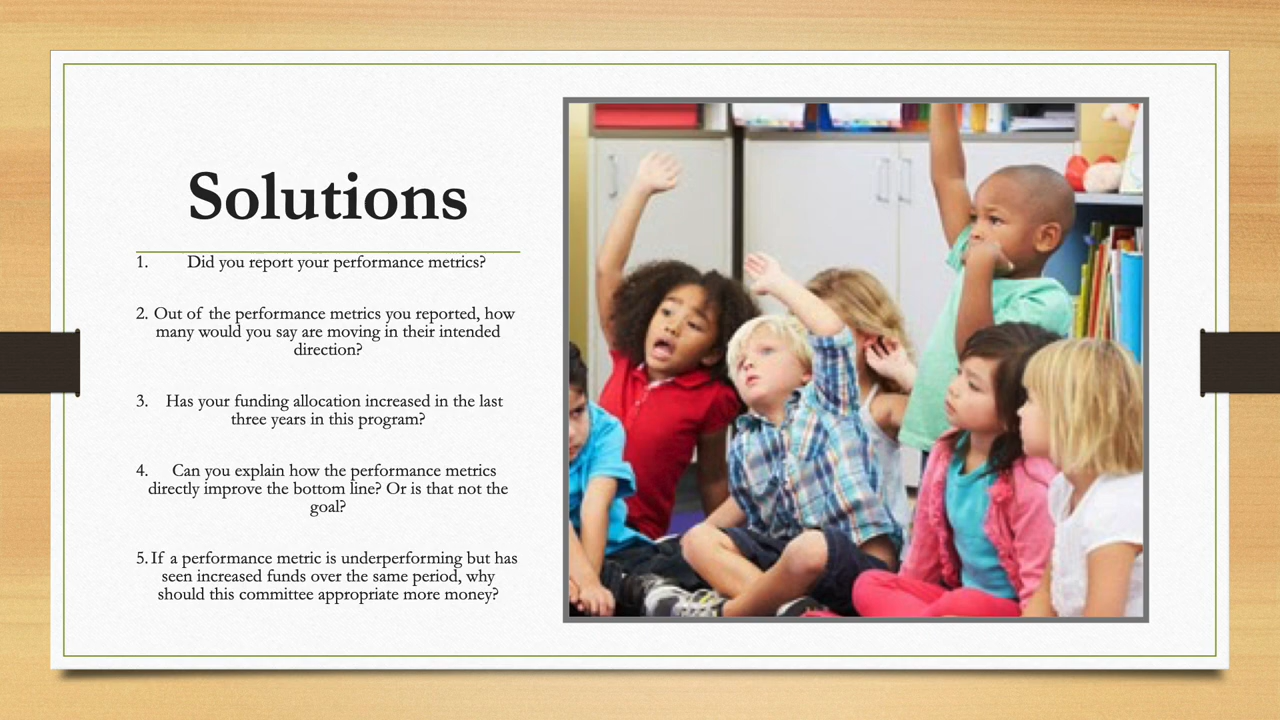 Solutions
1. Did you report your performance metrics?
2. Out of the performance metrics you reported, how
many would you say are moving in their intended
direction?
3. Has your funding allocation increased in the last
three years in this program?
4. Can you explain how the performance metrics
directly improve the bottom line? Or is that not the
goal?
5. If a performance metric is underperforming but has
seen increased funds over the same period, why
should this committee appropriate more money?